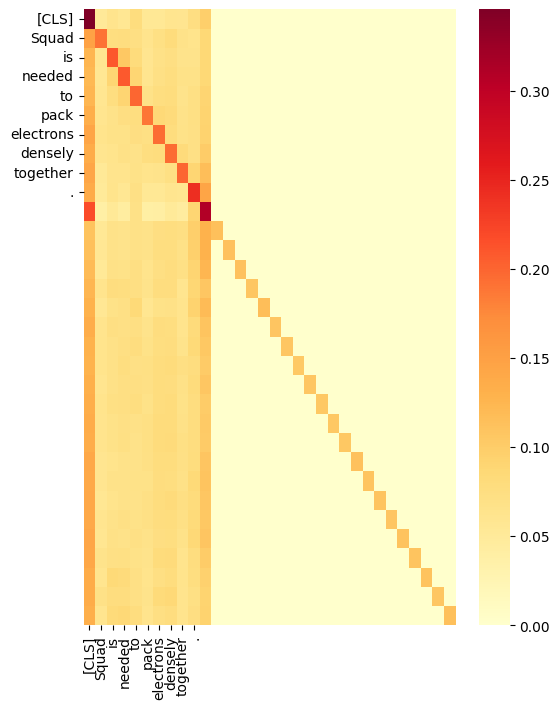 [CLS]
Squad
is
needed
to
pack
electrons
densely
together
.
0.30
0.25
0.20
0.15
0.10
0.05
0.00
[CLS]
Squad
is
needed
to
pack
electrons
densely
together
.